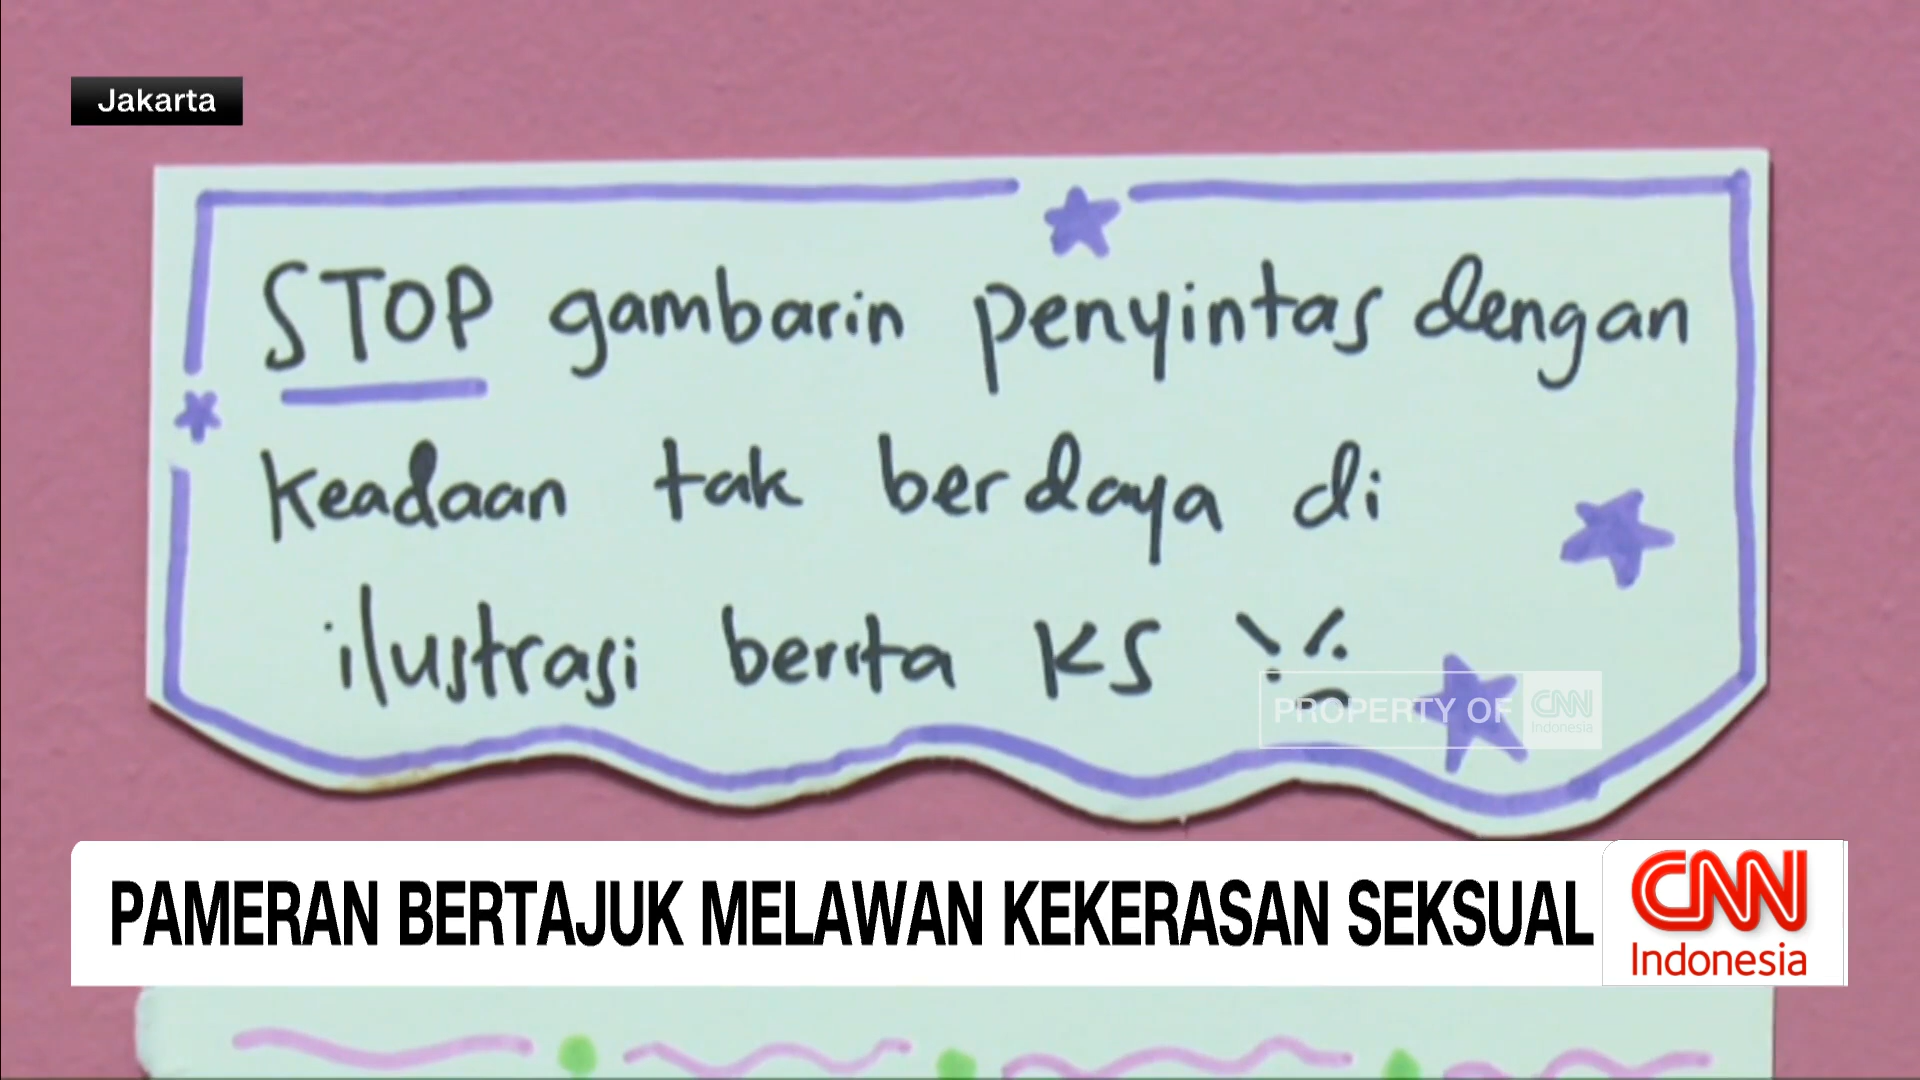 Jakarta
STOP gambarin penyintas dengan
keadaan tak berdaya di
ilustrasi berita KS
PROPERTY OF CNN Indonesia
PAMERAN BERTAJUK MELAWAN KEKERASAN SEKSUAL
CNN
Indonesia